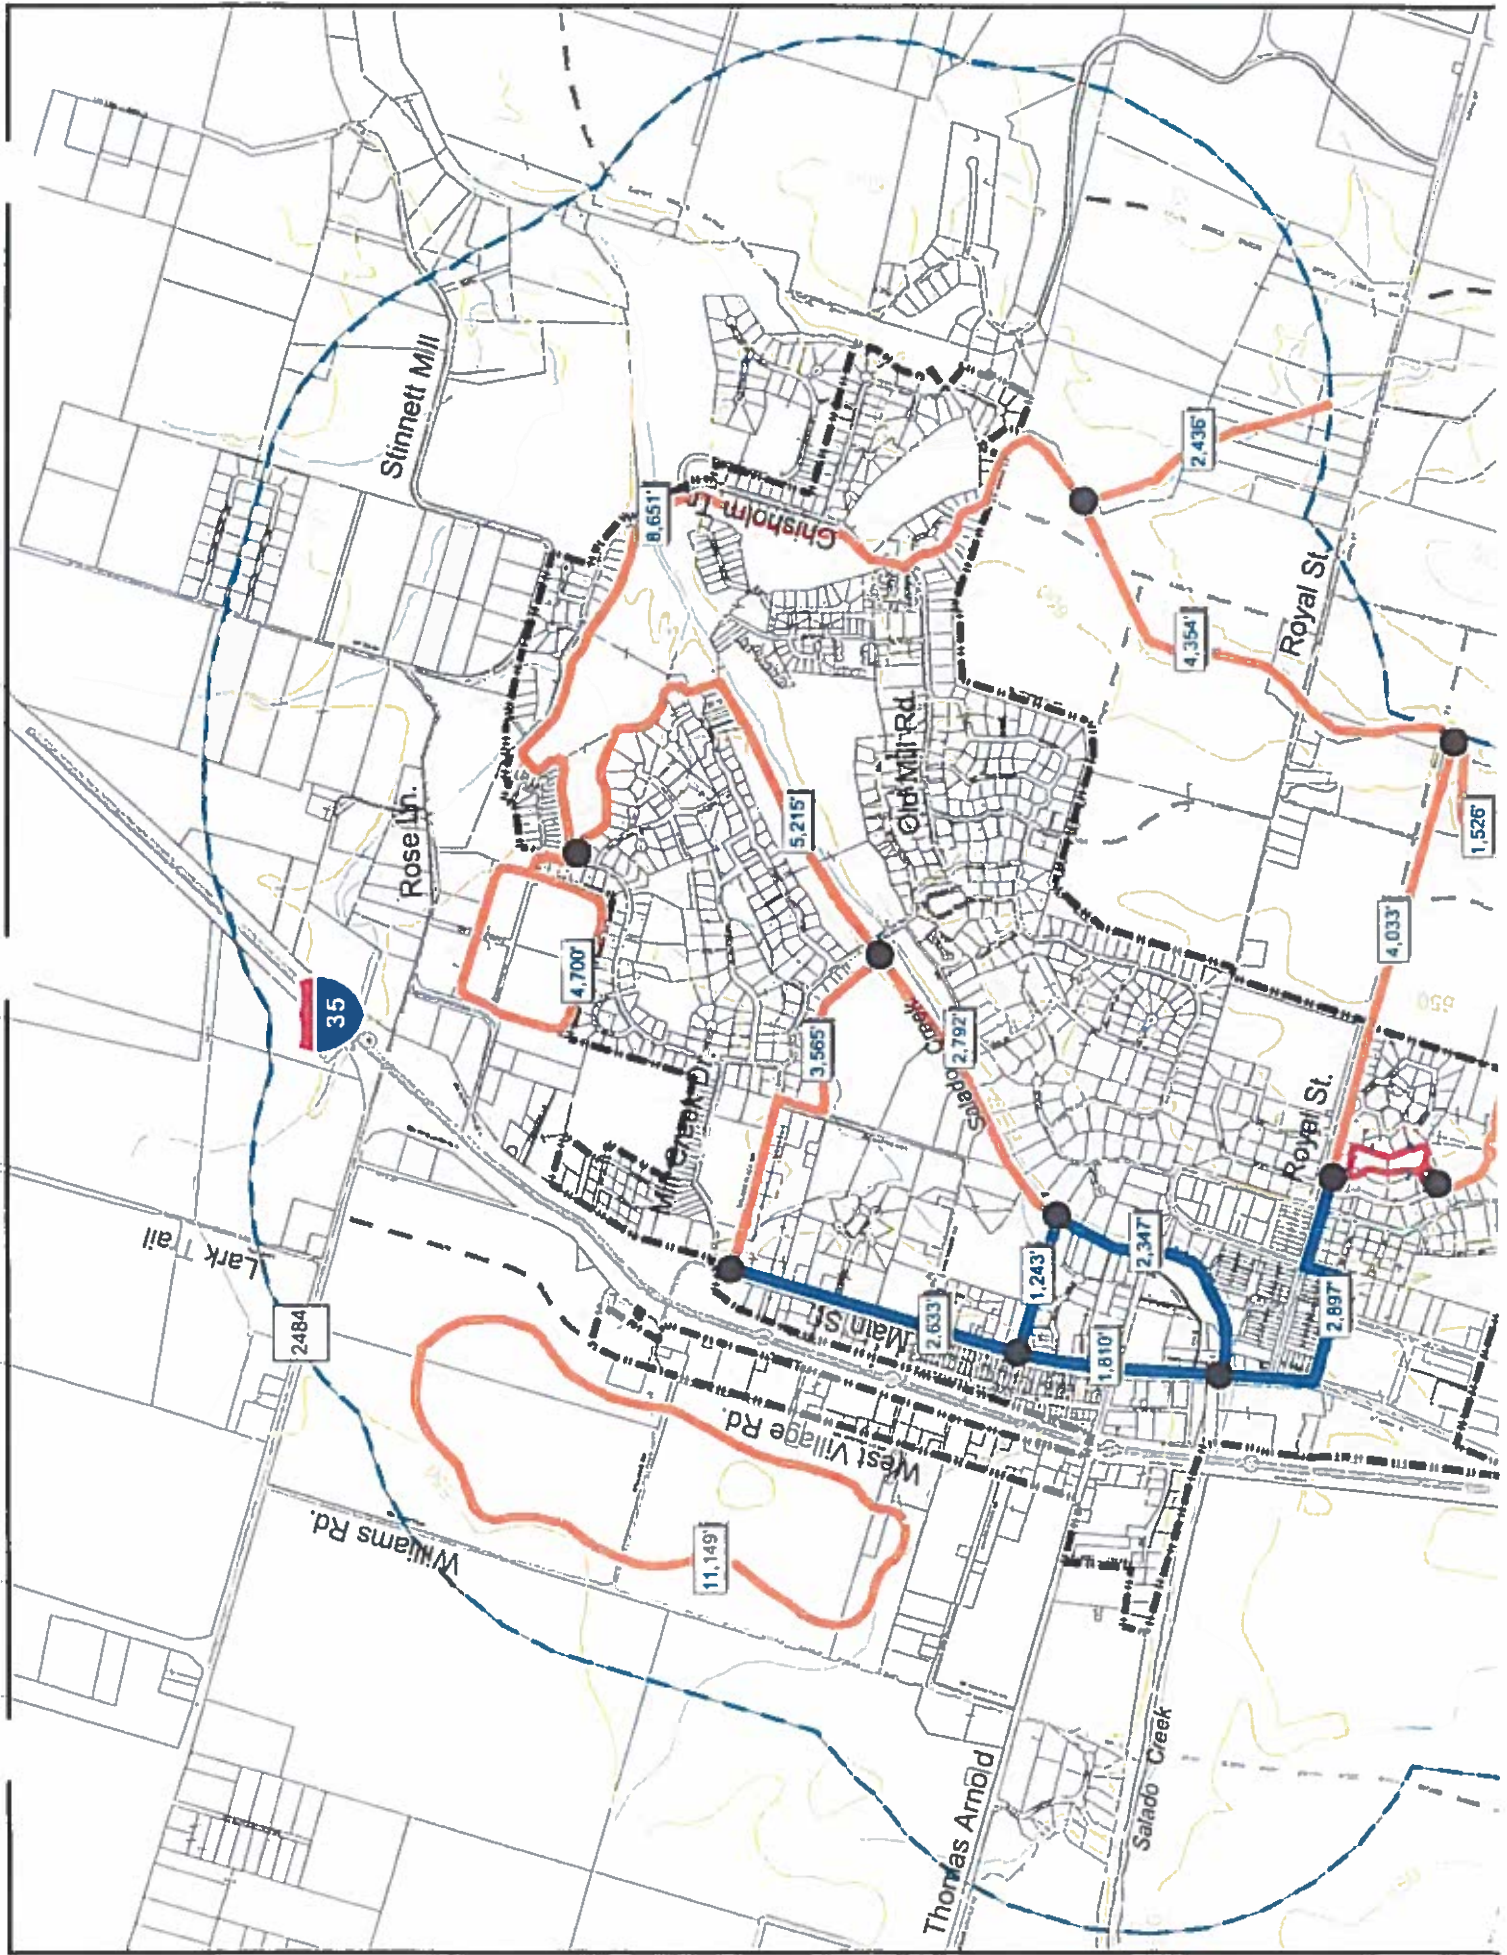 Stinnett Mill
Rose Ln.
35
Lark Trail
2484
Williams Rd.
West Village Rd.
Main St.
Mill Creek Dr.
Chisholm Tr.
Old Mill Rd.
Royal St.
Royal St.
Salado Creek
Thomas Arnold
Salado Creek
8,651'
2,436'
4,354'
5,215'
4,700'
3,565'
2,792'
1,526'
4,033'
1,243'
2,347'
2,633'
1,810'
2,897'
11,149'
650